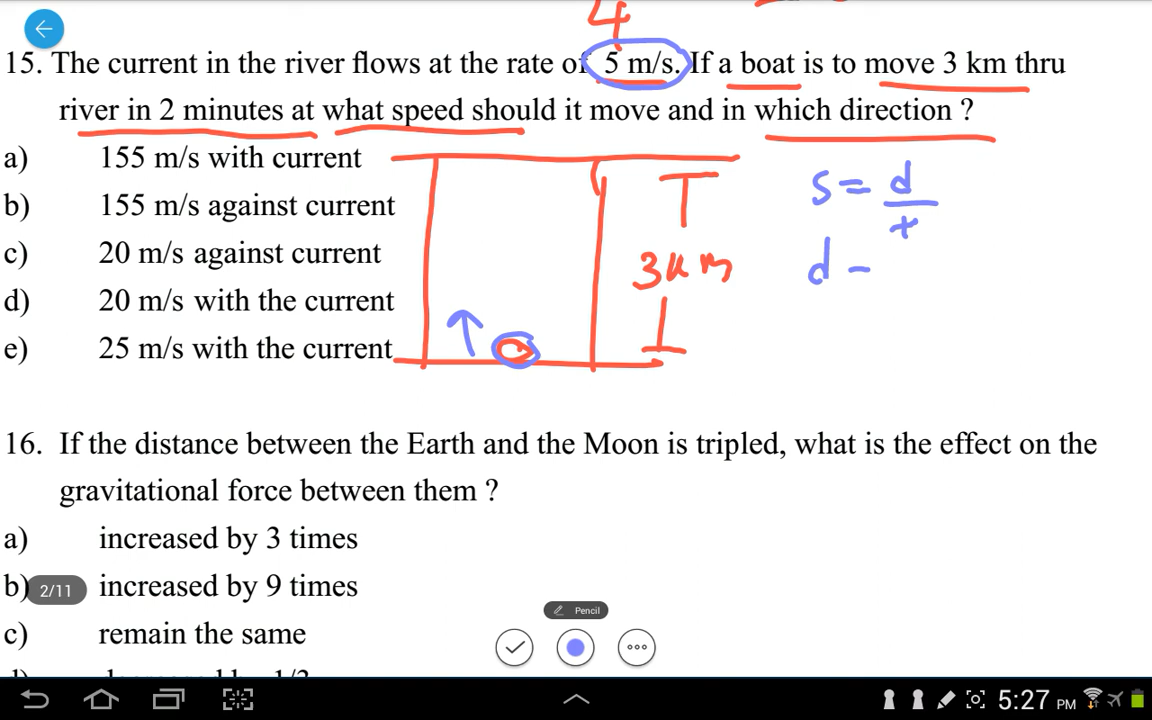 4
15. The current in the river flows at the rate of 5 m/s. If a boat is to move 3 km thru
river in 2 minutes at what speed should it move and in which direction ?
a) 155 m/s with current
b) 155 m/s against current
c) 20 m/s against current
d) 20 m/s with the current
e) 25 m/s with the current
3km
s = d
t
d -
16. If the distance between the Earth and the Moon is tripled, what is the effect on the
gravitational force between them ?
a) increased by 3 times
b) increased by 9 times
2/11
c) remain the same
Pencil
5:27 PM